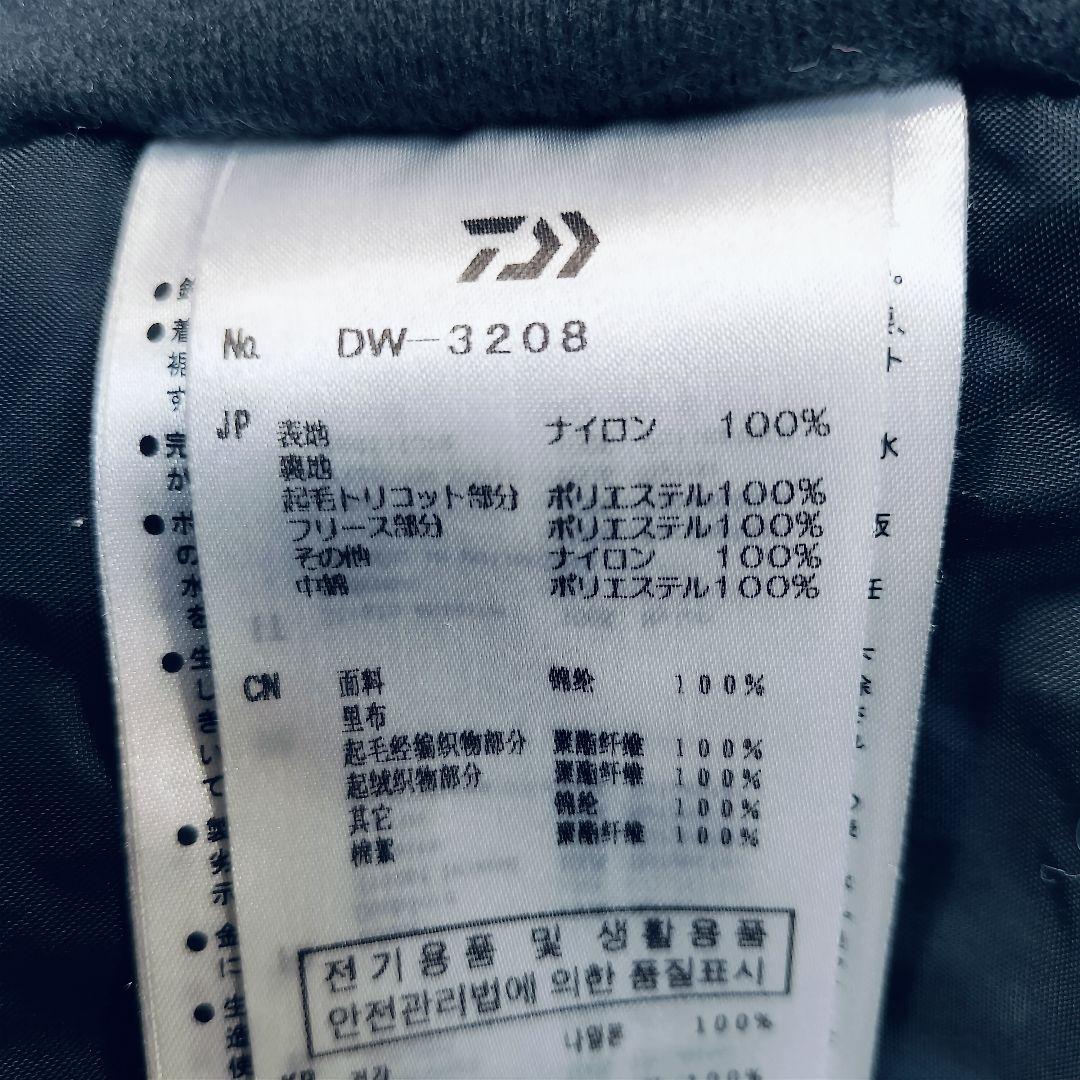 No. DW-3208
JP 表地 ナイロン 100%
裏地
起毛トリコット部分 ポリエステル100%
フリース部分 ポリエステル100%
その他 ナイロン 100%
中綿 ポリエステル100%
CN 面料 锦纶 100%
里布
起毛经编织物部分 聚酯纤维 100%
起绒织物部分 聚酯纤维 100%
其它 锦纶 100%
棉絮 聚酯纤维 100%
전기용품 및 생활용품
안전관리법에 의한 품질표시
나일론 100%
KR 겉감
100%